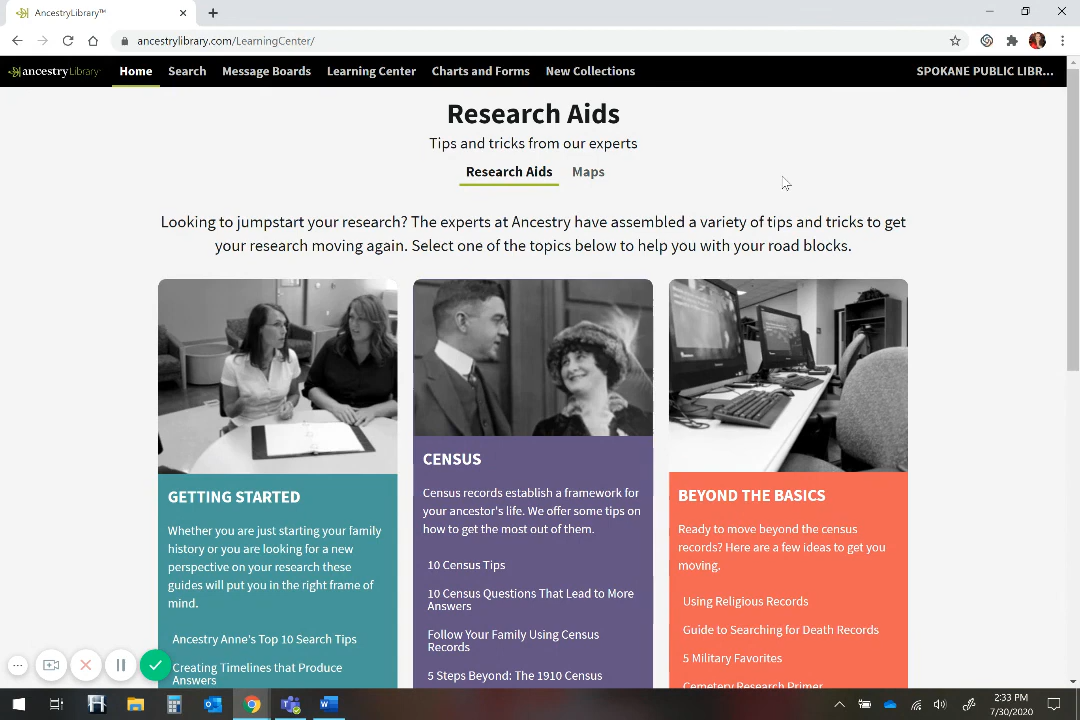 AncestryLibrary™
ancestrylibrary.com/LearningCenter/
ancestryLibrary Home Search Message Boards Learning Center Charts and Forms New Collections SPOKANE PUBLIC LIBR...
Research Aids
Tips and tricks from our experts
Research Aids Maps
Looking to jumpstart your research? The experts at Ancestry have assembled a variety of tips and tricks to get
your research moving again. Select one of the topics below to help you with your road blocks.
GETTING STARTED
Whether you are just starting your family
history or you are looking for a new
perspective on your research these
guides will put you in the right frame of
mind.
Ancestry Anne's Top 10 Search Tips
Creating Timelines that Produce
Answers
CENSUS
Census records establish a framework for
your ancestor's life. We offer some tips on
how to get the most out of them.
10 Census Tips
10 Census Questions That Lead to More
Answers
Follow Your Family Using Census
Records
5 Steps Beyond: The 1910 Census
BEYOND THE BASICS
Ready to move beyond the census
records? Here are a few ideas to get you
moving.
Using Religious Records
Guide to Searching for Death Records
5 Military Favorites
Cemetery Research Primer
2:33 PM
7/30/2020